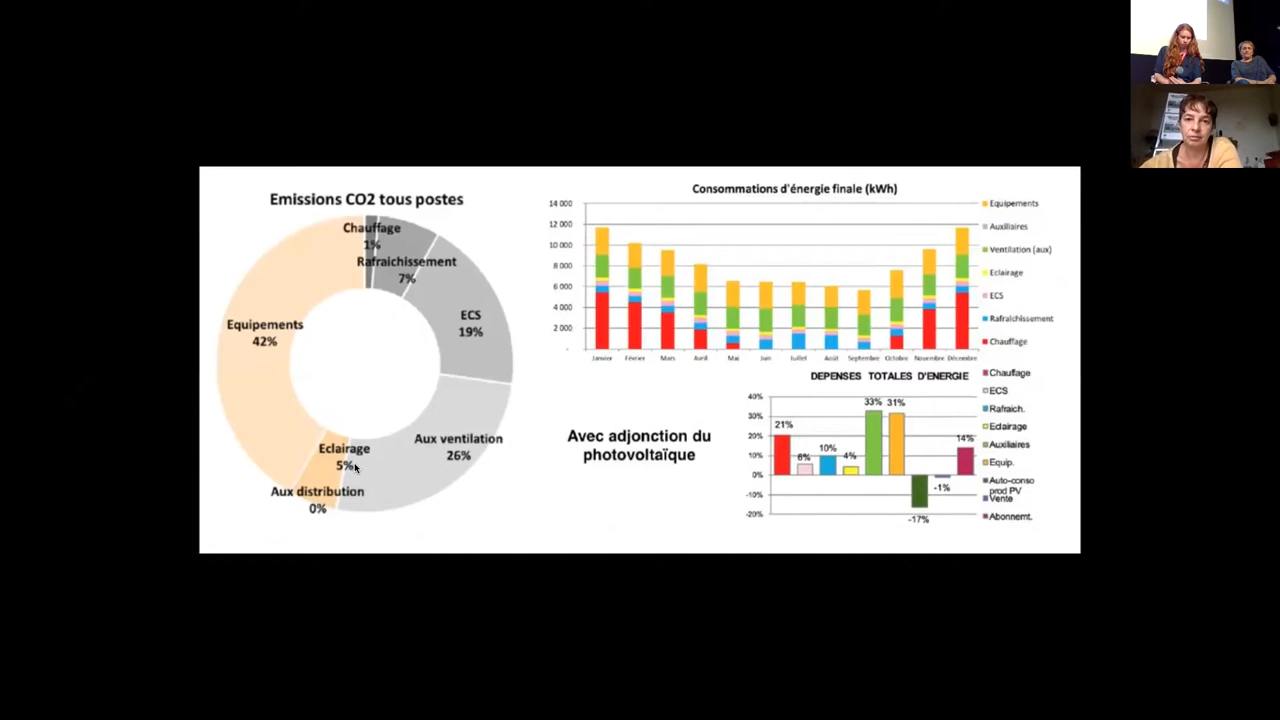 Emissions CO2 tous postes
Chauffage
1%
Rafraichissement
7%
ECS
19%
Equipements
42%
Aux ventilation
26%
Eclairage
5%
Aux distribution
0%
Consommations d'énergie finale (kWh)
14 000
12 000
10 000
8 000
6 000
4 000
2 000
-
Janvier Février Mars Avril Mai Juin Juillet Août Septembre Octobre Novembre Décembre
Equipements
Auxiliaires
Ventilation (aux)
Eclairage
ECS
Rafraichissement
Chauffage
Avec adjonction du
photovoltaïque
DEPENSES TOTALES D'ENERGIE
40%
30%
20%
10%
0%
-10%
-20%
21%
6%
10%
4%
33%
31%
-17%
-1%
14%
Chauffage
ECS
Rafraich.
Eclairage
Auxiliaires
Equip.
Auto-conso
prod PV
Vente
Abonnemt.